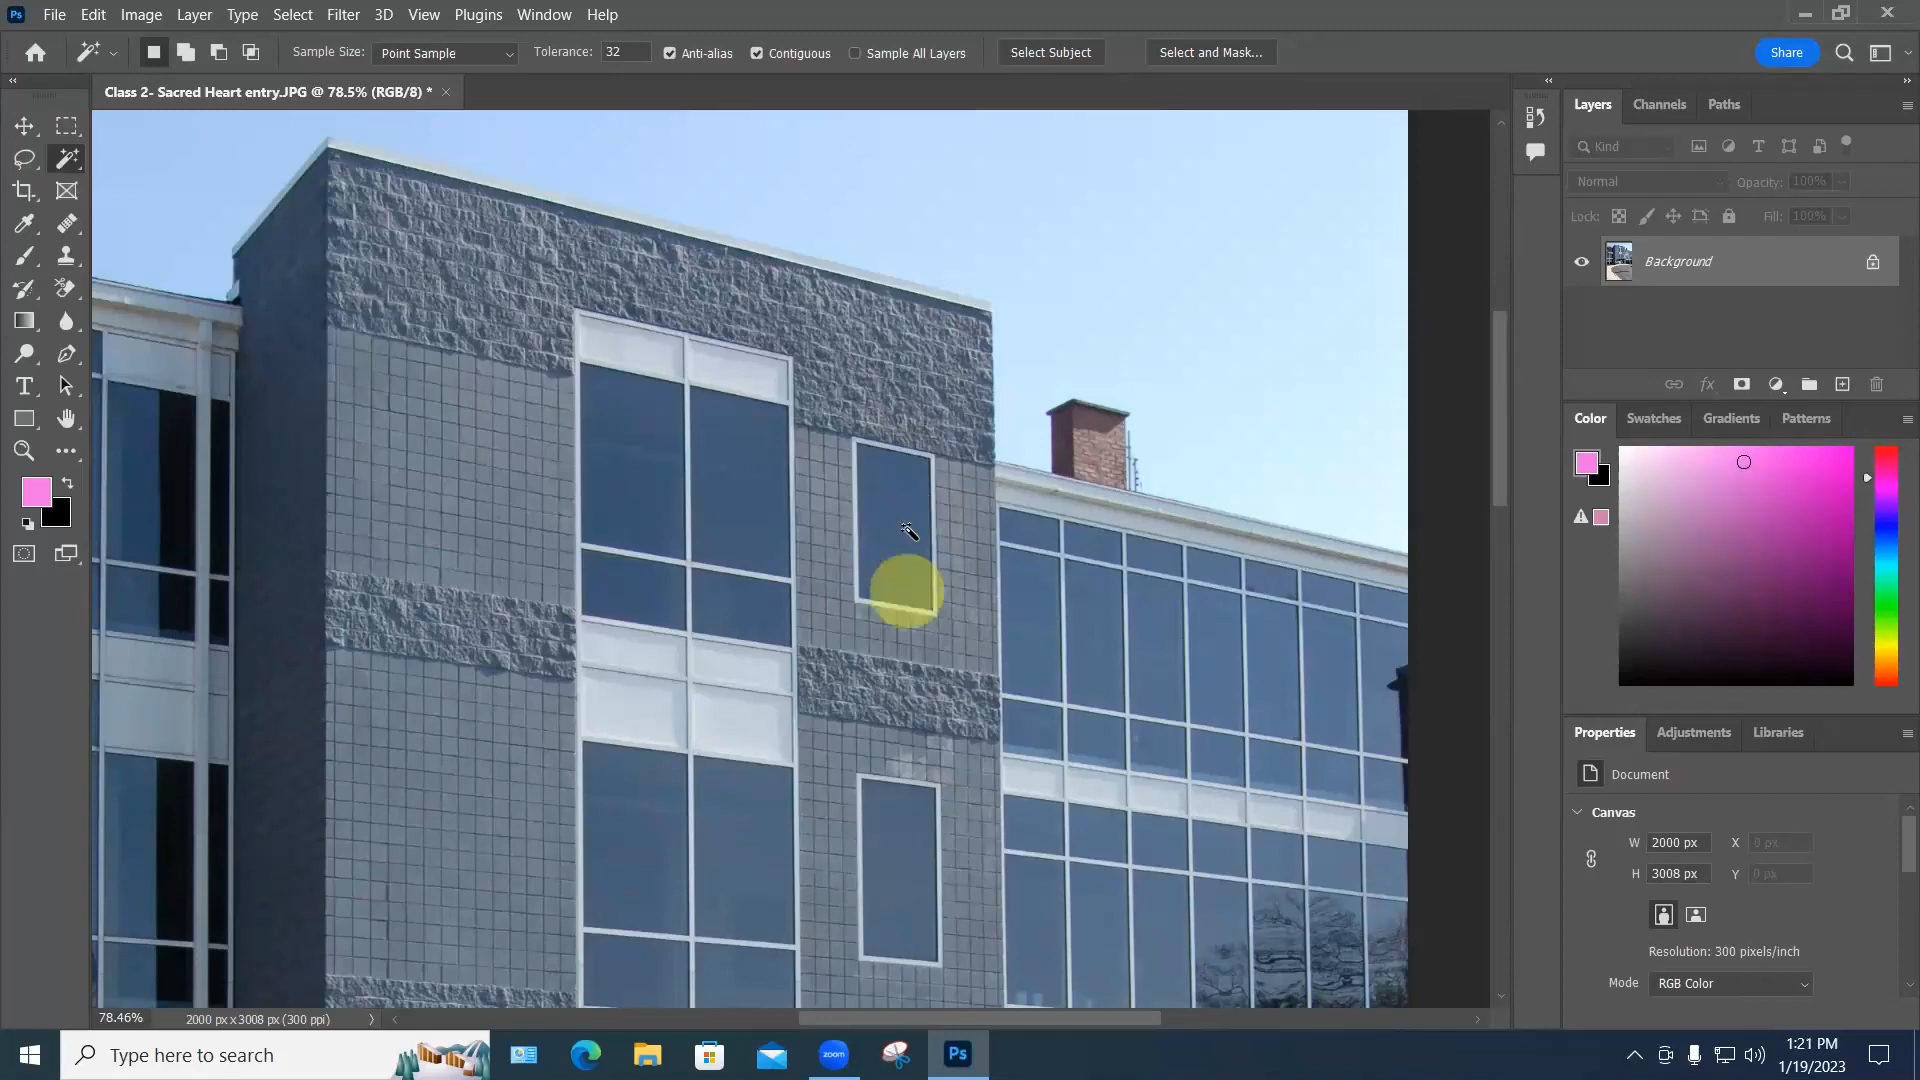 Ps File Edit Image Layer Type Select Filter 3D View Plugins Window Help
Sample Size: Point Sample Tolerance: 32 Anti-alias Contiguous Sample All Layers Select Subject Select and Mask... Share
Class 2- Sacred Heart entry.JPG @ 78.5% (RGB/8) *
Layers Channels Paths
Kind
Normal Opacity: 100%
Lock: Fill: 100%
Background
fx
Color Swatches Gradients Patterns
Properties Adjustments Libraries
Document
Canvas
W 2000 px X 0 px
H 3008 px Y 0 px
Resolution: 300 pixels/inch
Mode RGB Color
78.46% 2000 px x 3008 px (300 ppi)
Type here to search
zoom
Ps
1:21 PM
1/19/2023